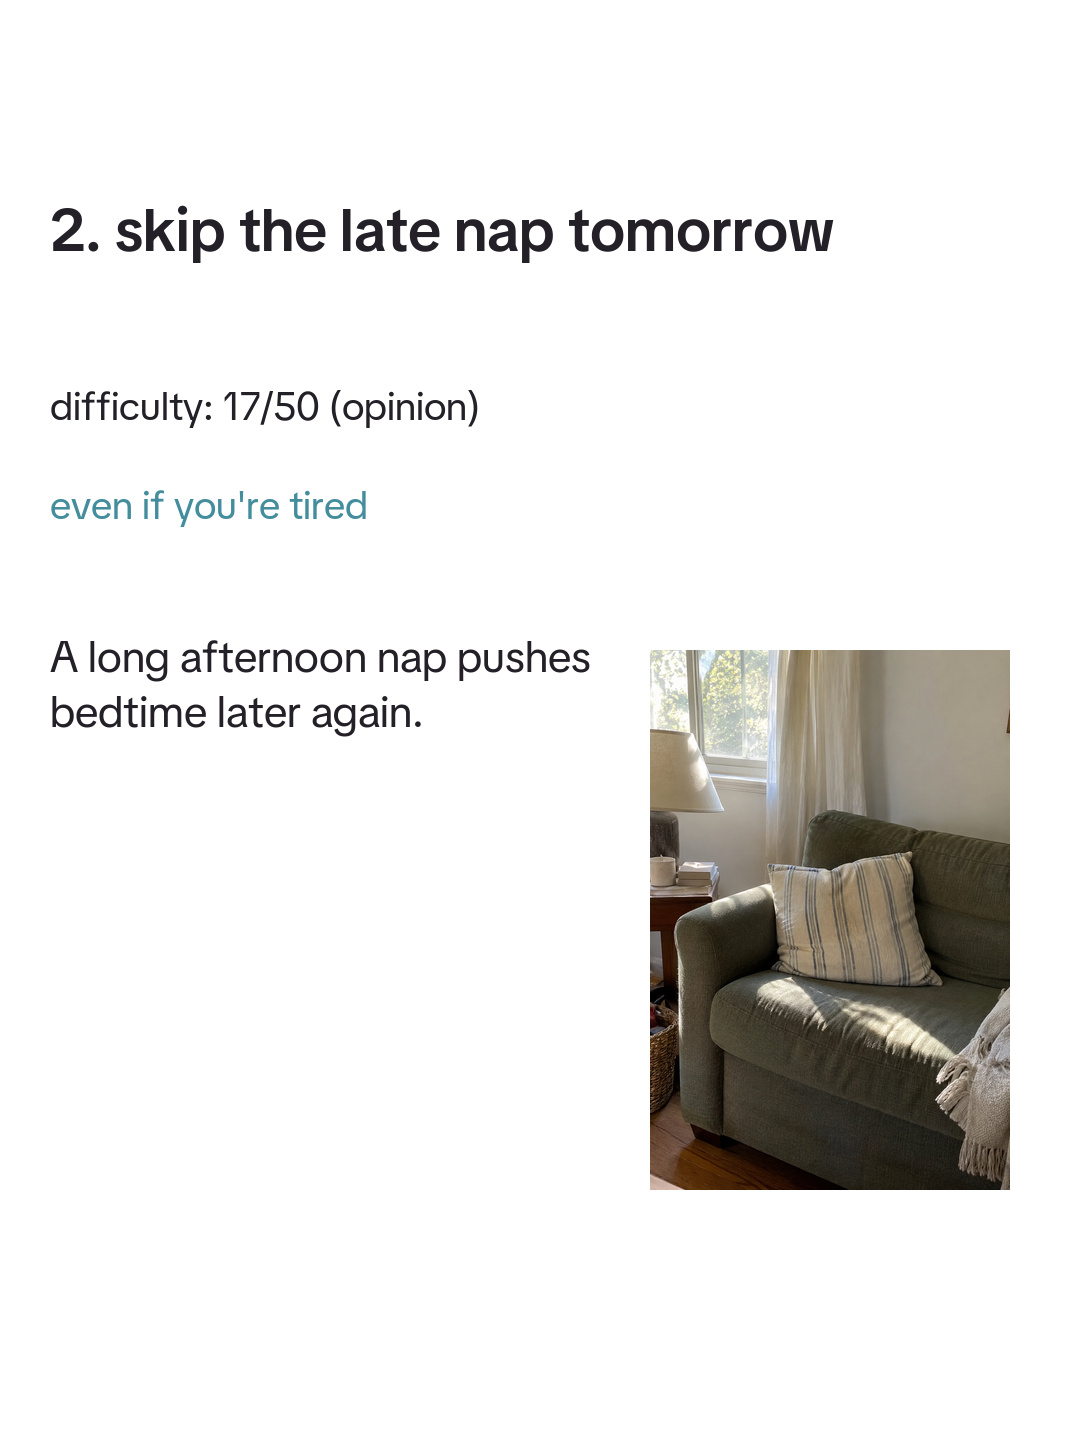 2. skip the late nap tomorrow
difficulty: 17/50 (opinion)
even if you're tired
A long afternoon nap pushes
bedtime later again.